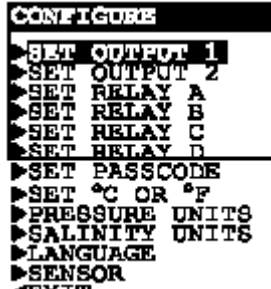 CONFIGURE
▶SET OUTPUT 1
▶SET OUTPUT 2
▶SET RELAY A
▶SET RELAY B
▶SET RELAY C
▶SET RELAY D
▶SET PASSCODE
▶SET °C OR °F
▶PRESSURE UNITS
▶SALINITY UNITS
▶LANGUAGE
▶SENSOR
◀EXIT